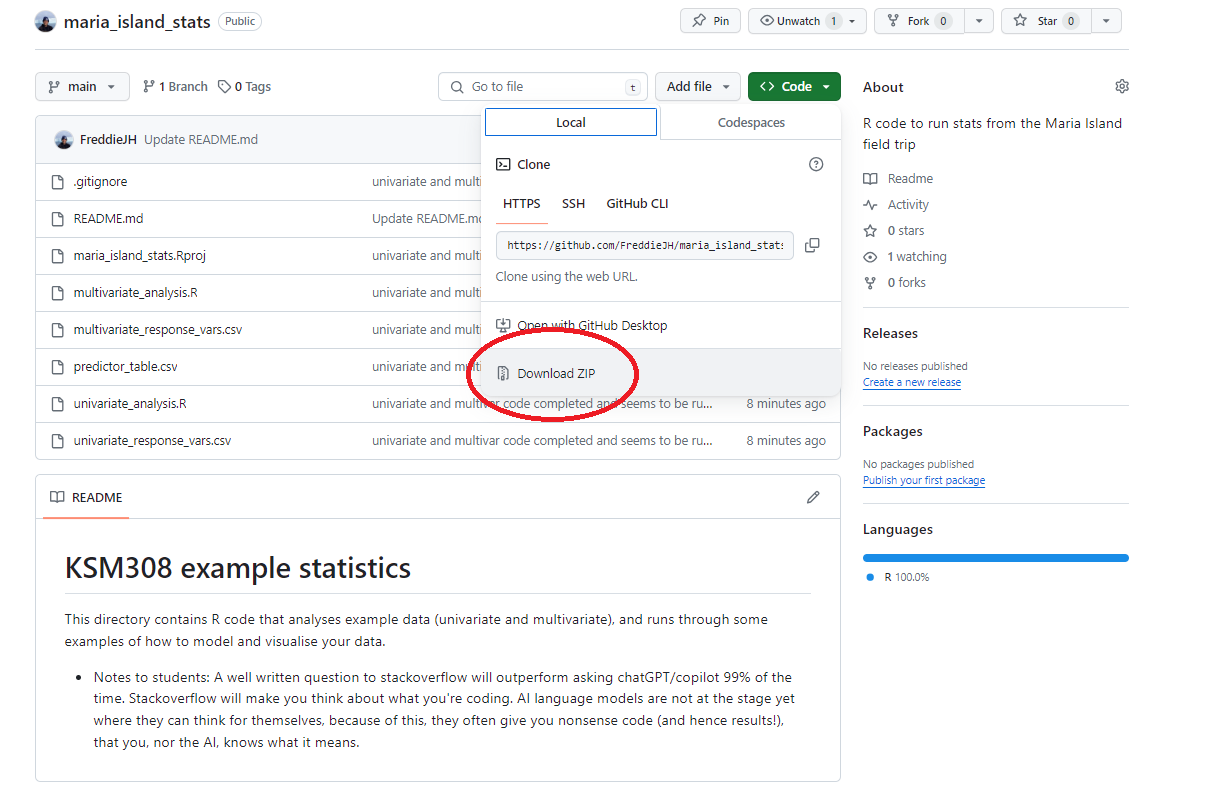 maria_island_stats Public Pin Unwatch 1 Fork 0 Star 0
main 1 Branch 0 Tags Go to file t Add file Code
FreddieJH Update README.md
.gitignore univariate and multi
README.md Update README.md
maria_island_stats.Rproj univariate and multi
multivariate_analysis.R univariate and multi
multivariate_response_vars.csv univariate and multi
predictor_table.csv univariate and multi
univariate_analysis.R univariate and multivar code completed and seems to be ru... 8 minutes ago
univariate_response_vars.csv univariate and multivar code completed and seems to be ru... 8 minutes ago
Local Codespaces
Clone
HTTPS SSH GitHub CLI
https://github.com/FreddieJH/maria_island_stats
Clone using the web URL.
Open with GitHub Desktop
Download ZIP
README
KSM308 example statistics
This directory contains R code that analyses example data (univariate and multivariate), and runs through some
examples of how to model and visualise your data.
• Notes to students: A well written question to stackoverflow will outperform asking chatGPT/copilot 99% of the
time. Stackoverflow will make you think about what you're coding. AI language models are not at the stage yet
where they can think for themselves, because of this, they often give you nonsense code (and hence results!),
that you, nor the AI, knows what it means.
About
R code to run stats from the Maria Island
field trip
Readme
Activity
0 stars
1 watching
0 forks
Releases
No releases published
Create a new release
Packages
No packages published
Publish your first package
Languages
R 100.0%